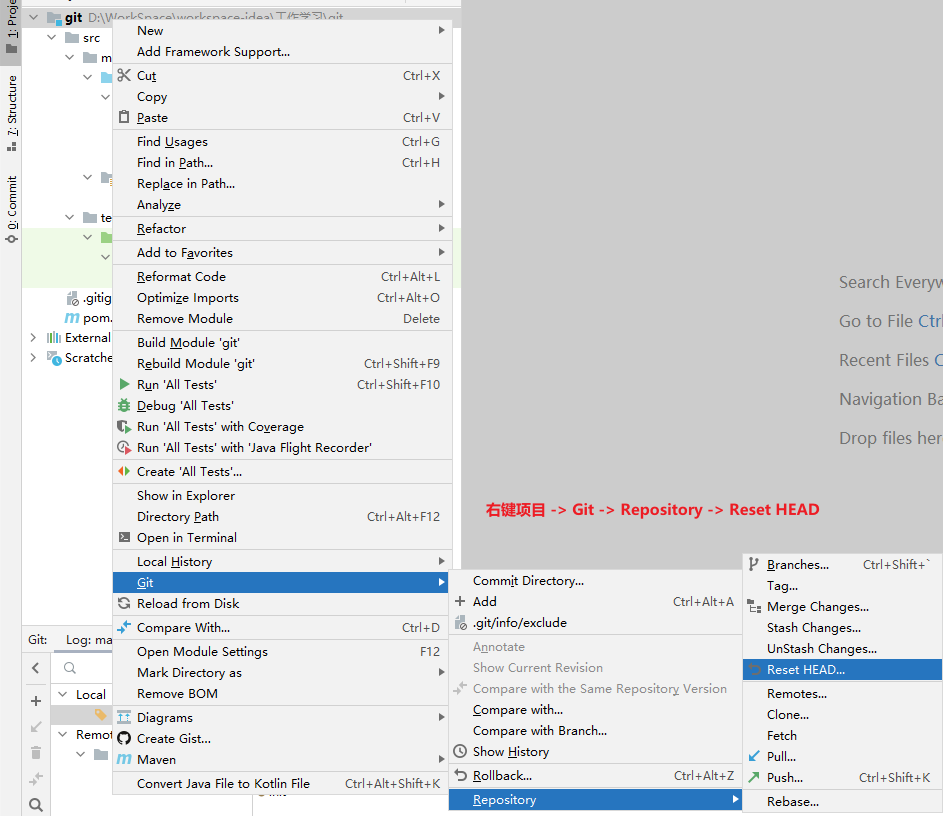 1: Proje
7: Structure
0: Commit
git D:\WorkSpace\workspace-idea\工作学习\git
src
m
te
.gitig
pom.
External
Scratche
New
Add Framework Support...
Cut Ctrl+X
Copy
Paste Ctrl+V
Find Usages Ctrl+G
Find in Path... Ctrl+H
Replace in Path...
Analyze
Refactor
Add to Favorites
Reformat Code Ctrl+Alt+L
Optimize Imports Ctrl+Alt+O
Remove Module Delete
Build Module 'git'
Rebuild Module 'git' Ctrl+Shift+F9
Run 'All Tests' Ctrl+Shift+F10
Debug 'All Tests'
Run 'All Tests' with Coverage
Run 'All Tests' with 'Java Flight Recorder'
Create 'All Tests'...
Show in Explorer
Directory Path Ctrl+Alt+F12
Open in Terminal
Local History
Git
Reload from Disk
Compare With... Ctrl+D
Open Module Settings F12
Mark Directory as
Remove BOM
Diagrams
Create Gist...
Maven
Convert Java File to Kotlin File Ctrl+Alt+Shift+K
Search Everyw
Go to File Ctrl
Recent Files C
Navigation Ba
Drop files her
右键项目 -> Git -> Repository -> Reset HEAD
Commit Directory...
Add Ctrl+Alt+A
.git/info/exclude
Annotate
Show Current Revision
Compare with the Same Repository Version
Compare with...
Compare with Branch...
Show History
Rollback... Ctrl+Alt+Z
Repository
Branches... Ctrl+Shift+`
Tag...
Merge Changes...
Stash Changes...
UnStash Changes...
Reset HEAD...
Remotes...
Clone...
Fetch
Pull...
Push... Ctrl+Shift+K
Rebase...
Git: Log: ma
Local
Remot